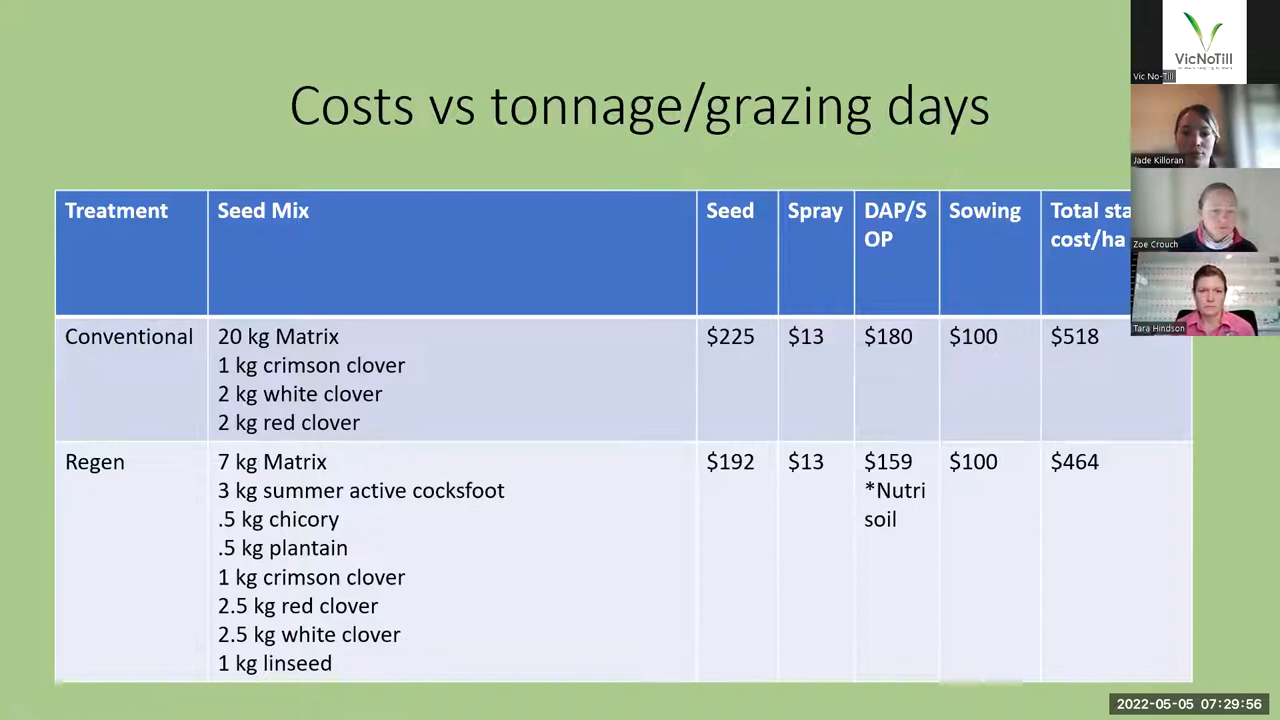 Costs vs tonnage/grazing days
VicNoTill
Vic No-Till
Jade Killoran
Zoe Crouch
Tara Hindson
Treatment Seed Mix Seed Spray DAP/S Sowing Total sta
OP cost/ha
Conventional 20 kg Matrix $225 $13 $180 $100 $518
1 kg crimson clover
2 kg white clover
2 kg red clover
Regen 7 kg Matrix $192 $13 $159 $100 $464
3 kg summer active cocksfoot *Nutri
.5 kg chicory soil
.5 kg plantain
1 kg crimson clover
2.5 kg red clover
2.5 kg white clover
1 kg linseed
2022-05-05 07:29:56